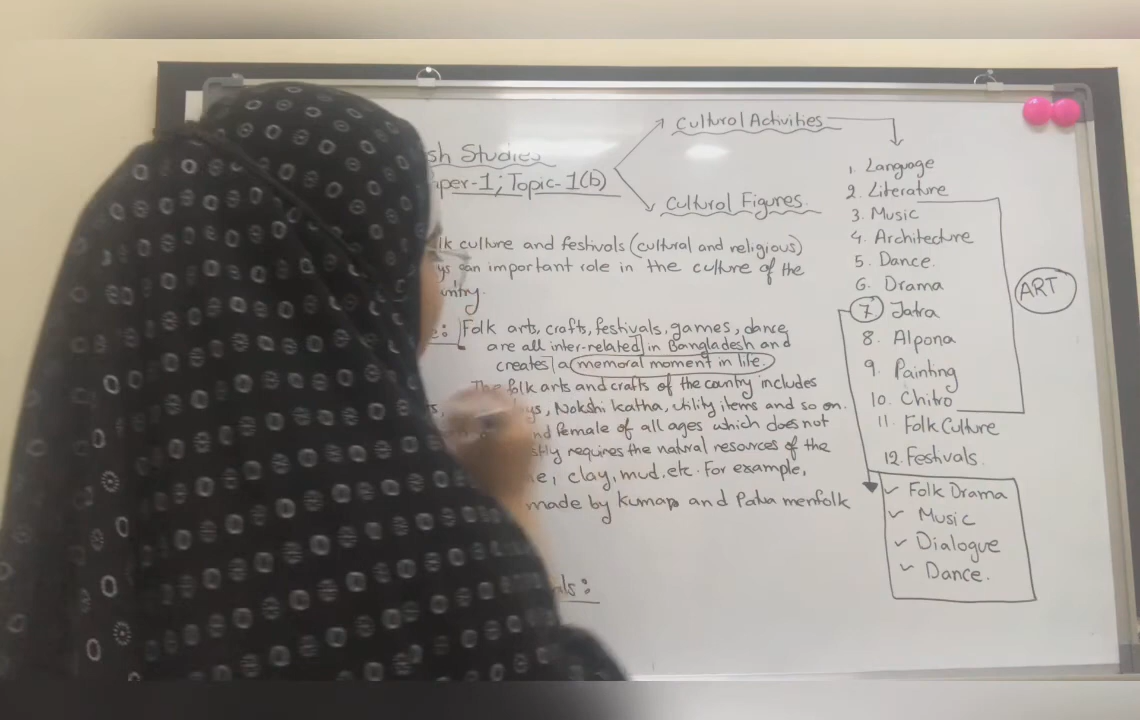 sh Studies
per-1; Topic-1(b)
Cultural Activities
Cultural Figures
lk culture and festivals (cultural and religious)
ys an important role in the culture of the
untry.
e: Folk arts, crafts, festivals, games, dance
are all inter-related in Bangladesh and
creates a memoral moment in life.
The folk arts and crafts of the country includes
ys, Nokshi Katha, utility items and so on.
nd female of all ages which does not
stly requires the natural resources of the
e, clay, mud, etc. For example,
made by Kumar and Patua menfolk
ls:
1. Language
2. Literature
3. Music
4. Architecture
5. Dance.
6. Drama
7 Jatra
8. Alpona
9. Painting
10. Chitro
11. Folk Culture
12. Festivals.
ART
✓ Folk Drama
✓ Music
✓ Dialogue
✓ Dance.